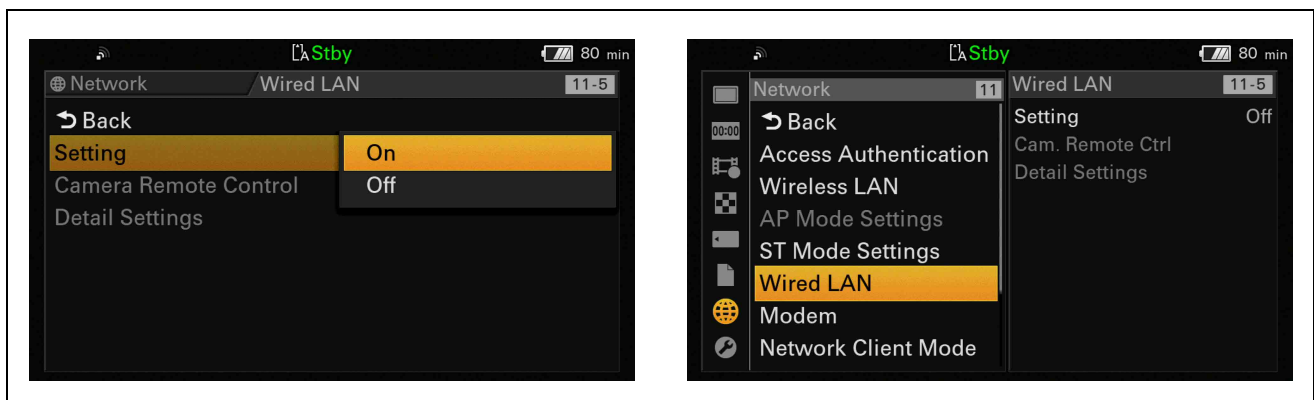 Stby 80 min
Network Wired LAN 11-5
Back
Setting On
Camera Remote Control Off
Detail Settings
Stby 80 min
Network 11
Back
Access Authentication
Wireless LAN
AP Mode Settings
ST Mode Settings
Wired LAN
Modem
Network Client Mode
00:00
Wired LAN 11-5
Setting Off
Cam. Remote Ctrl
Detail Settings